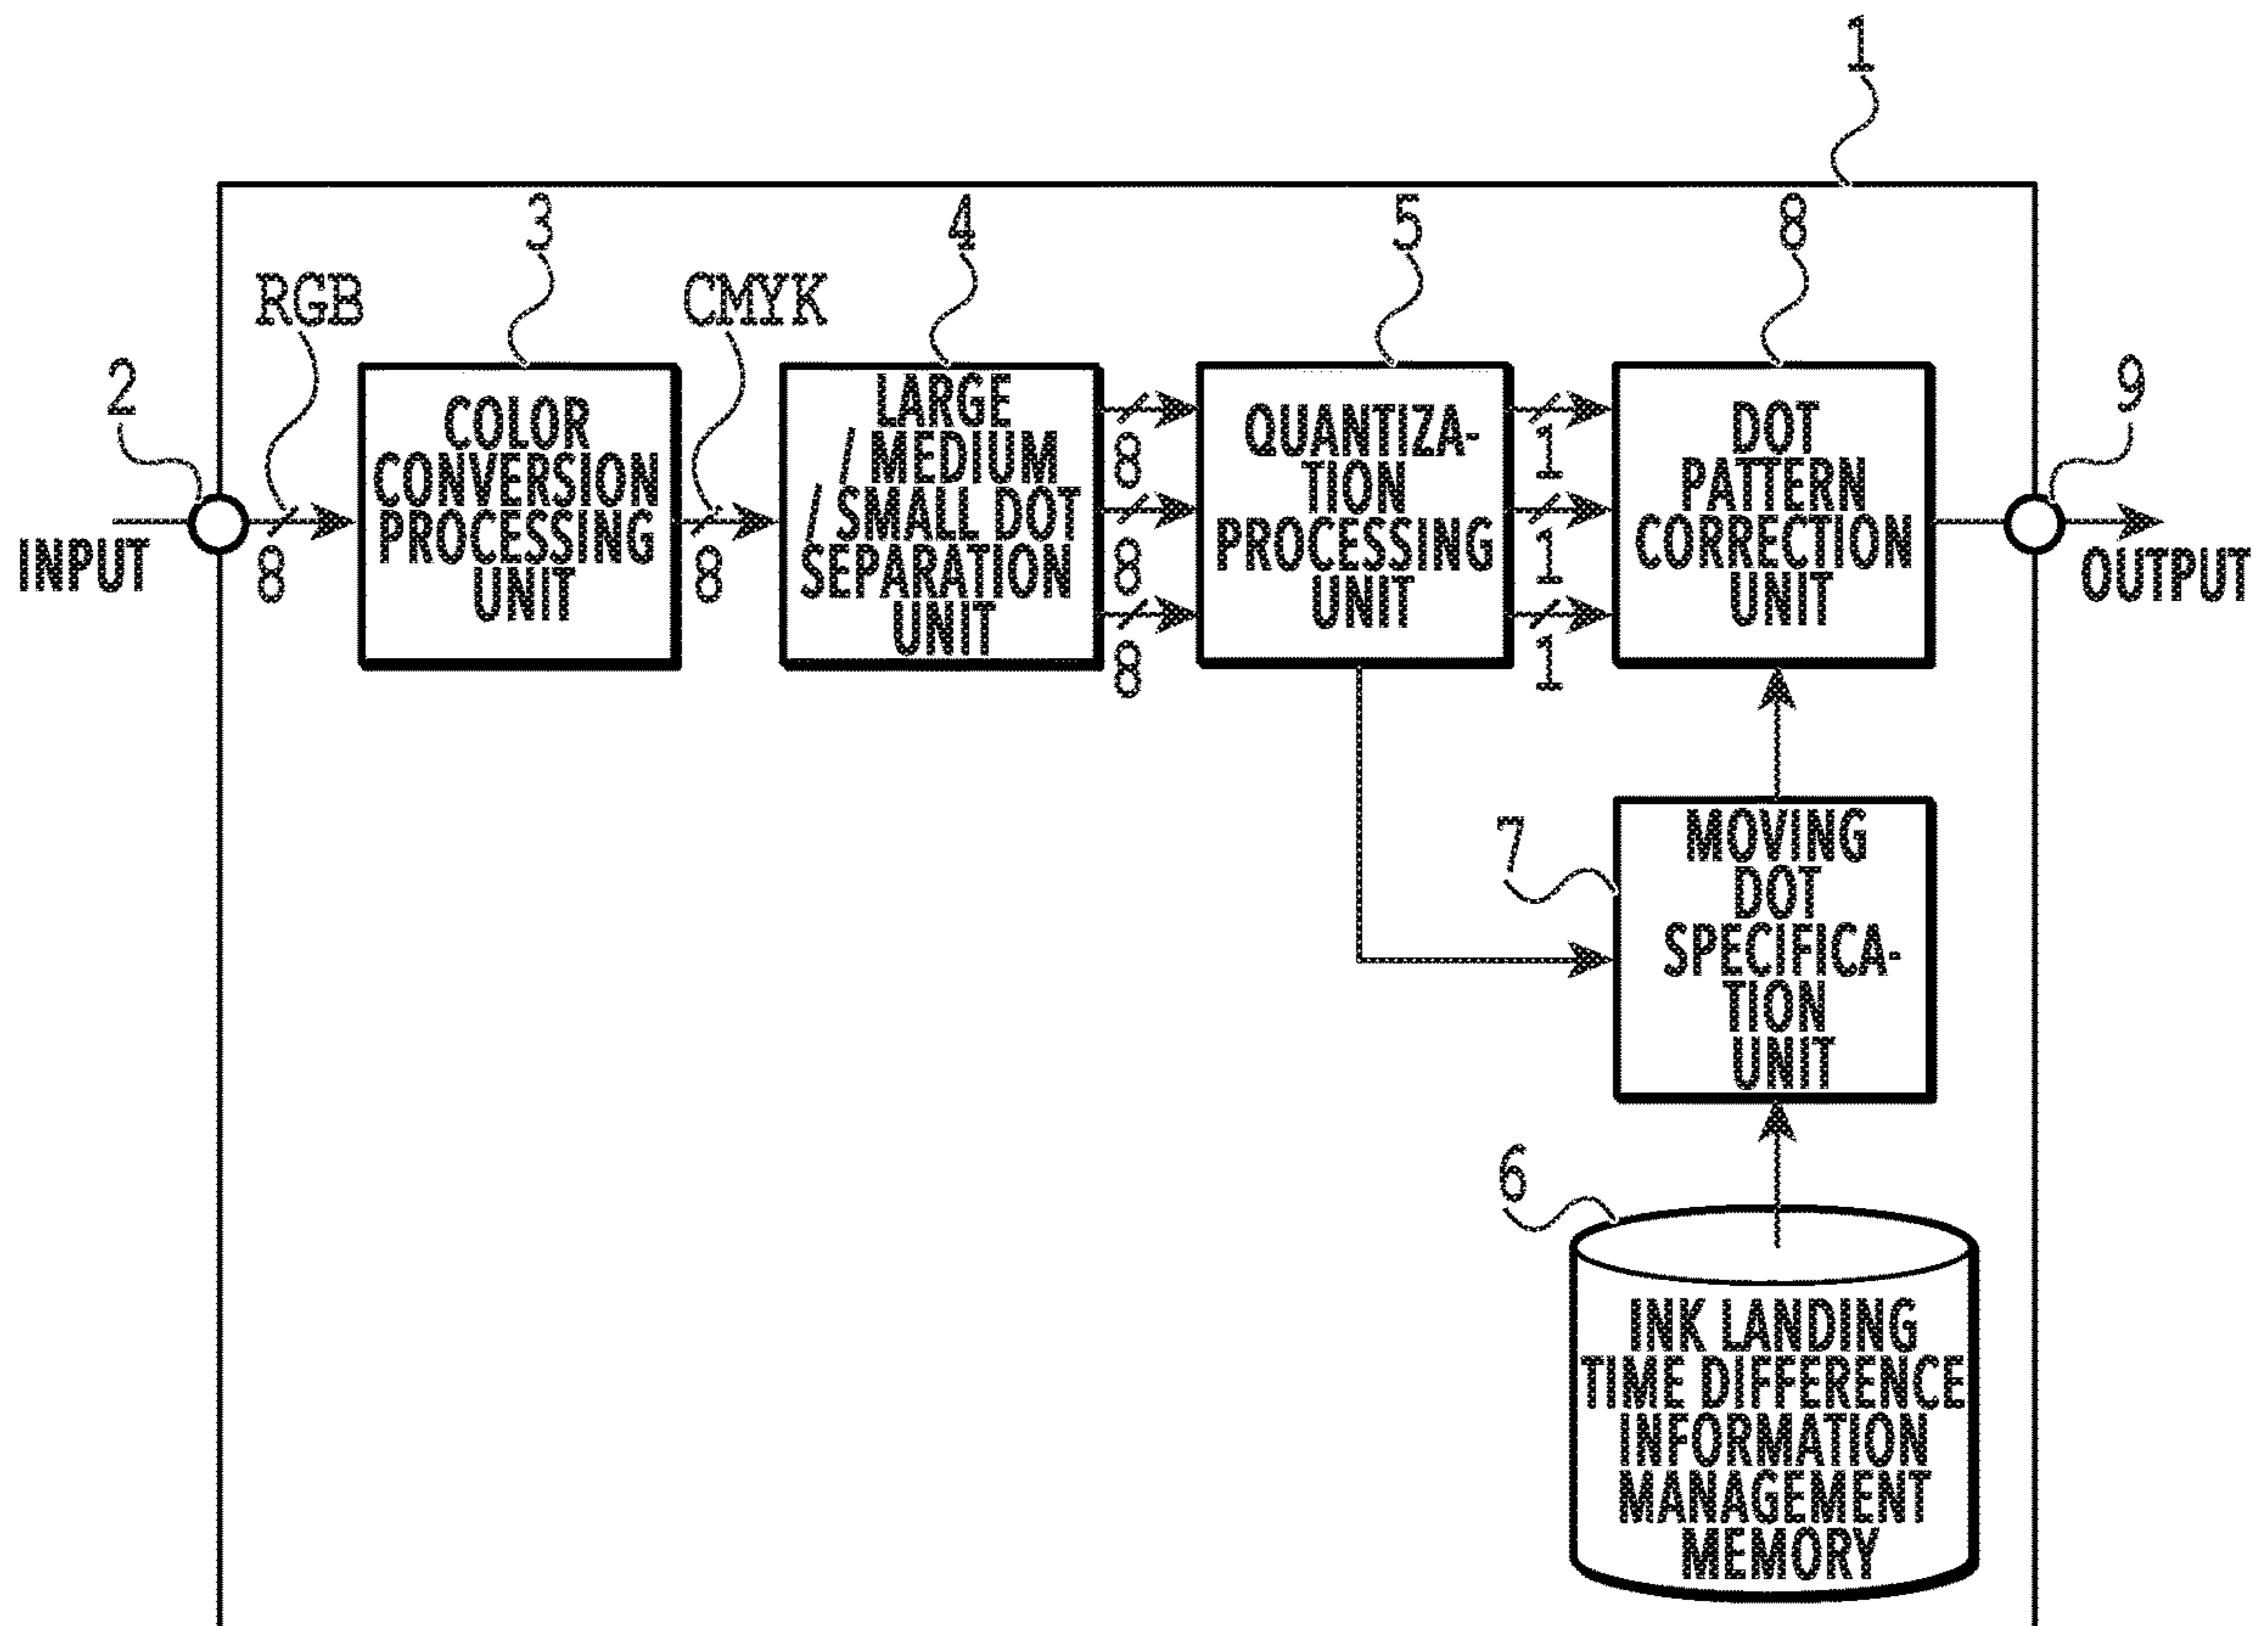 1
3
4
5
8
RGB
CMYK
2
9
INPUT
8
COLOR
CONVERSION
PROCESSING
UNIT
8
LARGE
/MEDIUM
/SMALL DOT
SEPARATION
UNIT
8
8
8
QUANTIZA-
TION
PROCESSING
UNIT
1
1
1
DOT
PATTERN
CORRECTION
UNIT
OUTPUT
7
MOVING
DOT
SPECIFICA-
TION
UNIT
6
INK LANDING
TIME DIFFERENCE
INFORMATION
MANAGEMENT
MEMORY